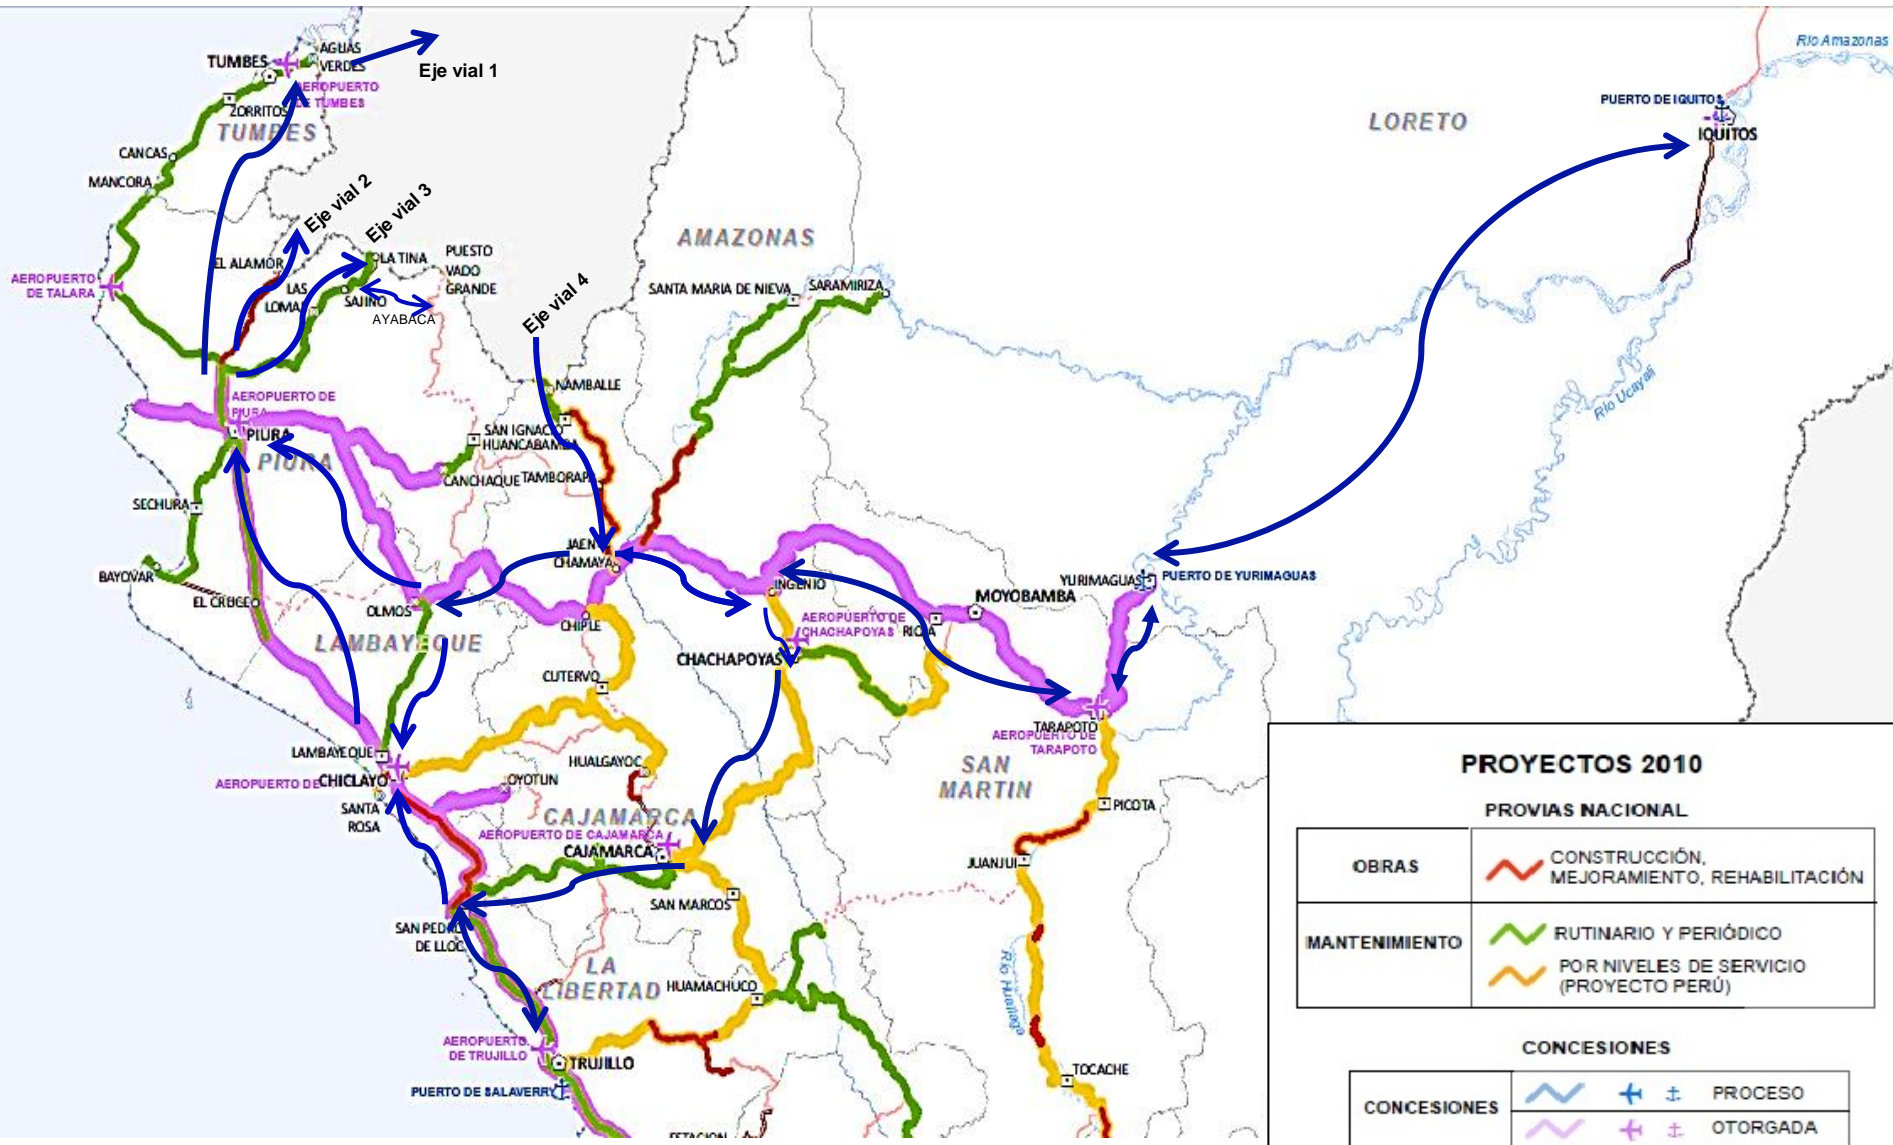 AGUAS
VERDES
TUMBES
Eje vial 1
AEROPUERTO
DE TUMBES
ZORRITOS
TUMBES
CANCAS
MANCORA
Río Amazonas
PUERTO DE IQUITOS
IQUITOS
LORETO
Eje vial 2
Eje vial 3
EL ALAMOR
LA TINA
PUESTO
VADO
GRANDE
AEROPUERTO
DE TALARA
LAS
LOMAS
SAJINO
AYABACA
AMAZONAS
SANTA MARIA DE NIEVA
SARAMIRIZA
Eje vial 4
NAMBALLE
AEROPUERTO DE
PIURA
PIURA
PIURA
SAN IGNACIO
HUANCABAMBA
CANCHAQUE
TAMBORAPA
Río Ucayali
SECHURA
BAYOVAR
EL CRUCE
JAEN
CHAMAYA
OLMOS
CHIPLE
INGENIO
MOYOBAMBA
YURIMAGUAS
PUERTO DE YURIMAGUAS
AEROPUERTO DE
CHACHAPOYAS
RIOJA
LAMBAYEQUE
CHACHAPOYAS
CUTERVO
TARAPOTO
AEROPUERTO DE
TARAPOTO
LAMBAYEQUE
AEROPUERTO DE CHICLAYO
SANTA
ROSA
HUALGAYOC
OYOTUN
SAN
MARTIN
PICOTA
CAJAMARCA
AEROPUERTO DE CAJAMARCA
CAJAMARCA
JUANJUI
SAN MARCOS
SAN PEDRO
DE LLOC
LA
LIBERTAD
HUAMACHUCO
Río Huallaga
AEROPUERTO
DE TRUJILLO
TRUJILLO
PUERTO DE SALAVERRY
TOCACHE
ESTACION
PROYECTOS 2010
PROVIAS NACIONAL
OBRAS
CONSTRUCCIÓN,
MEJORAMIENTO, REHABILITACIÓN
MANTENIMIENTO
RUTINARIO Y PERIÓDICO
POR NIVELES DE SERVICIO
(PROYECTO PERÚ)
CONCESIONES
CONCESIONES
PROCESO
OTORGADA